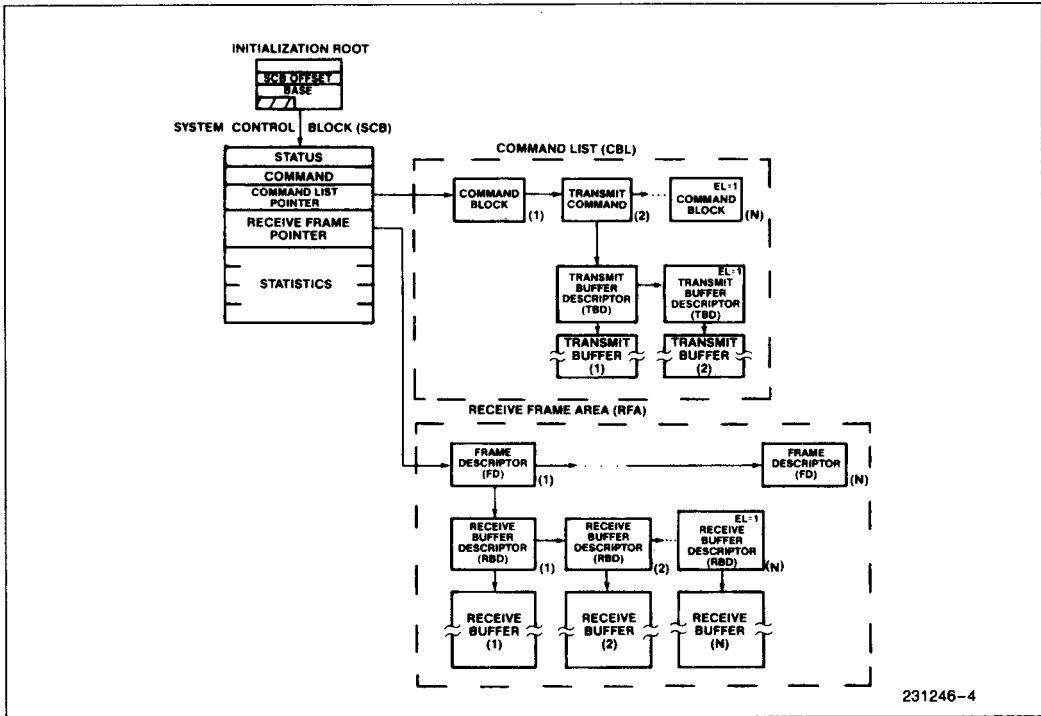 INITIALIZATION ROOT
SCB OFFSET
BASE
SYSTEM CONTROL BLOCK (SCB)
STATUS
COMMAND
COMMAND LIST
POINTER
RECEIVE FRAME
POINTER
STATISTICS
COMMAND LIST (CBL)
COMMAND
BLOCK
(1)
TRANSMIT
COMMAND
(2)
EL=1
COMMAND
BLOCK
(N)
TRANSMIT
BUFFER
DESCRIPTOR
(TBD)
EL=1
TRANSMIT
BUFFER
DESCRIPTOR
(TBD)
TRANSMIT
BUFFER
(1)
TRANSMIT
BUFFER
(2)
RECEIVE FRAME AREA (RFA)
FRAME
DESCRIPTOR
(FD)
(1)
FRAME
DESCRIPTOR
(FD)
(N)
RECEIVE
BUFFER
DESCRIPTOR
(RBD)
(1)
RECEIVE
BUFFER
DESCRIPTOR
(RBD)
(2)
EL=1
RECEIVE
BUFFER
DESCRIPTOR
(RBD)
(N)
RECEIVE
BUFFER
(1)
RECEIVE
BUFFER
(2)
RECEIVE
BUFFER
(N)
231246-4